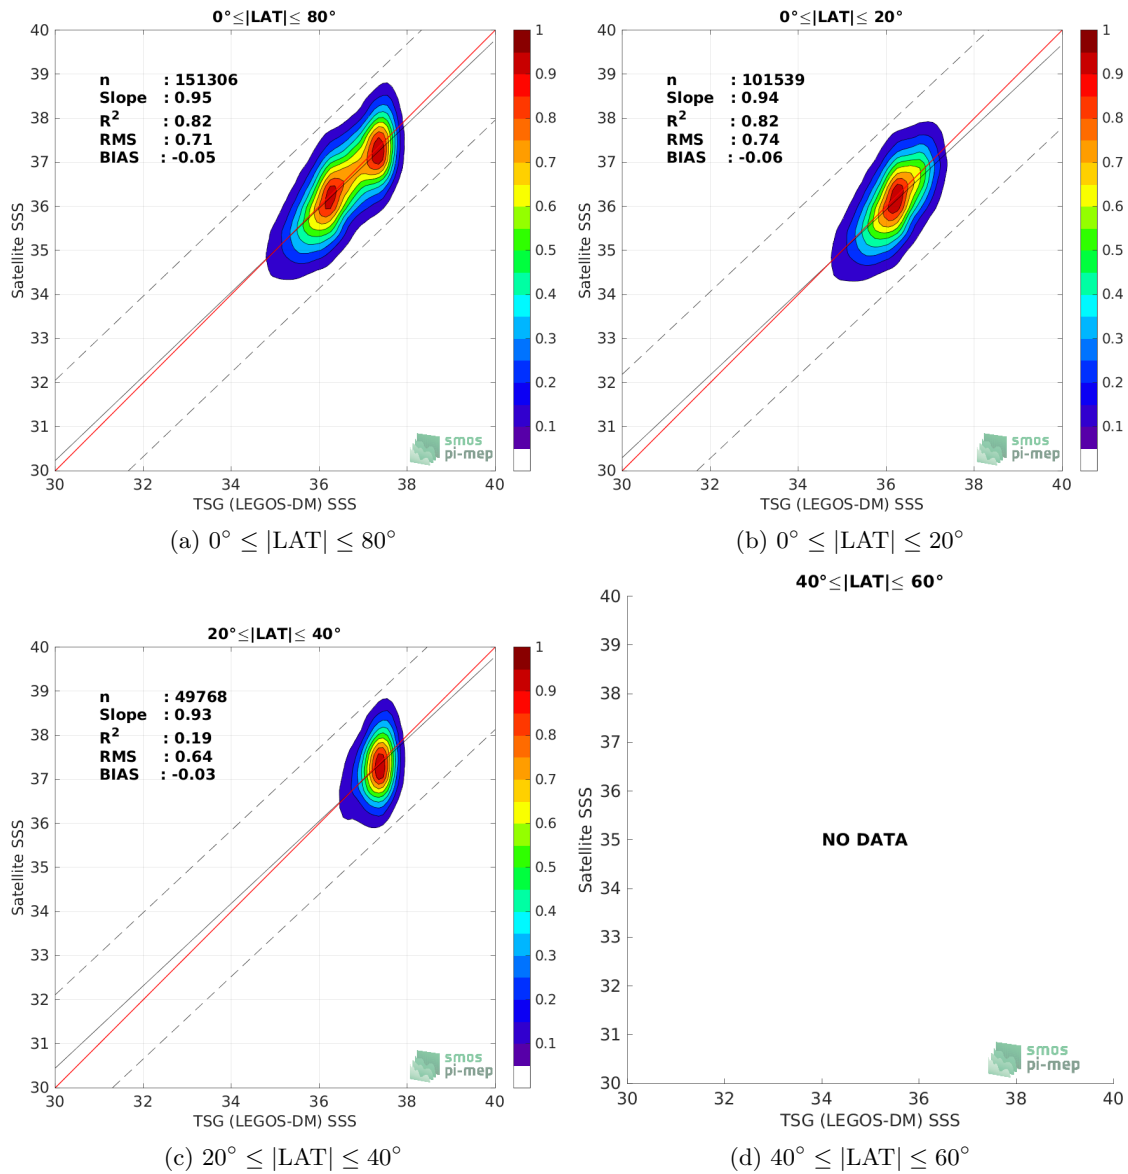 0°≤|LAT|≤ 80°
40
39
38
37
36
35
34
33
32
31
30
Satellite SSS
n : 151306
Slope : 0.95
R2 : 0.82
RMS : 0.71
BIAS : -0.05
1
0.9
0.8
0.7
0.6
0.5
0.4
0.3
0.2
0.1
smos
pi-mep
30 32 34 36 38 40
TSG (LEGOS-DM) SSS
(a) 0° ≤ |LAT| ≤ 80°
0°≤|LAT|≤ 20°
40
39
38
37
36
35
34
33
32
31
30
Satellite SSS
n : 101539
Slope : 0.94
R2 : 0.82
RMS : 0.74
BIAS : -0.06
1
0.9
0.8
0.7
0.6
0.5
0.4
0.3
0.2
0.1
smos
pi-mep
30 32 34 36 38 40
TSG (LEGOS-DM) SSS
(b) 0° ≤ |LAT| ≤ 20°
20°≤|LAT|≤ 40°
40
39
38
37
36
35
34
33
32
31
30
Satellite SSS
n : 49768
Slope : 0.93
R2 : 0.19
RMS : 0.64
BIAS : -0.03
1
0.9
0.8
0.7
0.6
0.5
0.4
0.3
0.2
0.1
smos
pi-mep
30 32 34 36 38 40
TSG (LEGOS-DM) SSS
(c) 20° ≤ |LAT| ≤ 40°
40°≤|LAT|≤ 60°
40
39
38
37
36
35
34
33
32
31
30
Satellite SSS
NO DATA
smos
pi-mep
30 32 34 36 38 40
TSG (LEGOS-DM) SSS
(d) 40° ≤ |LAT| ≤ 60°